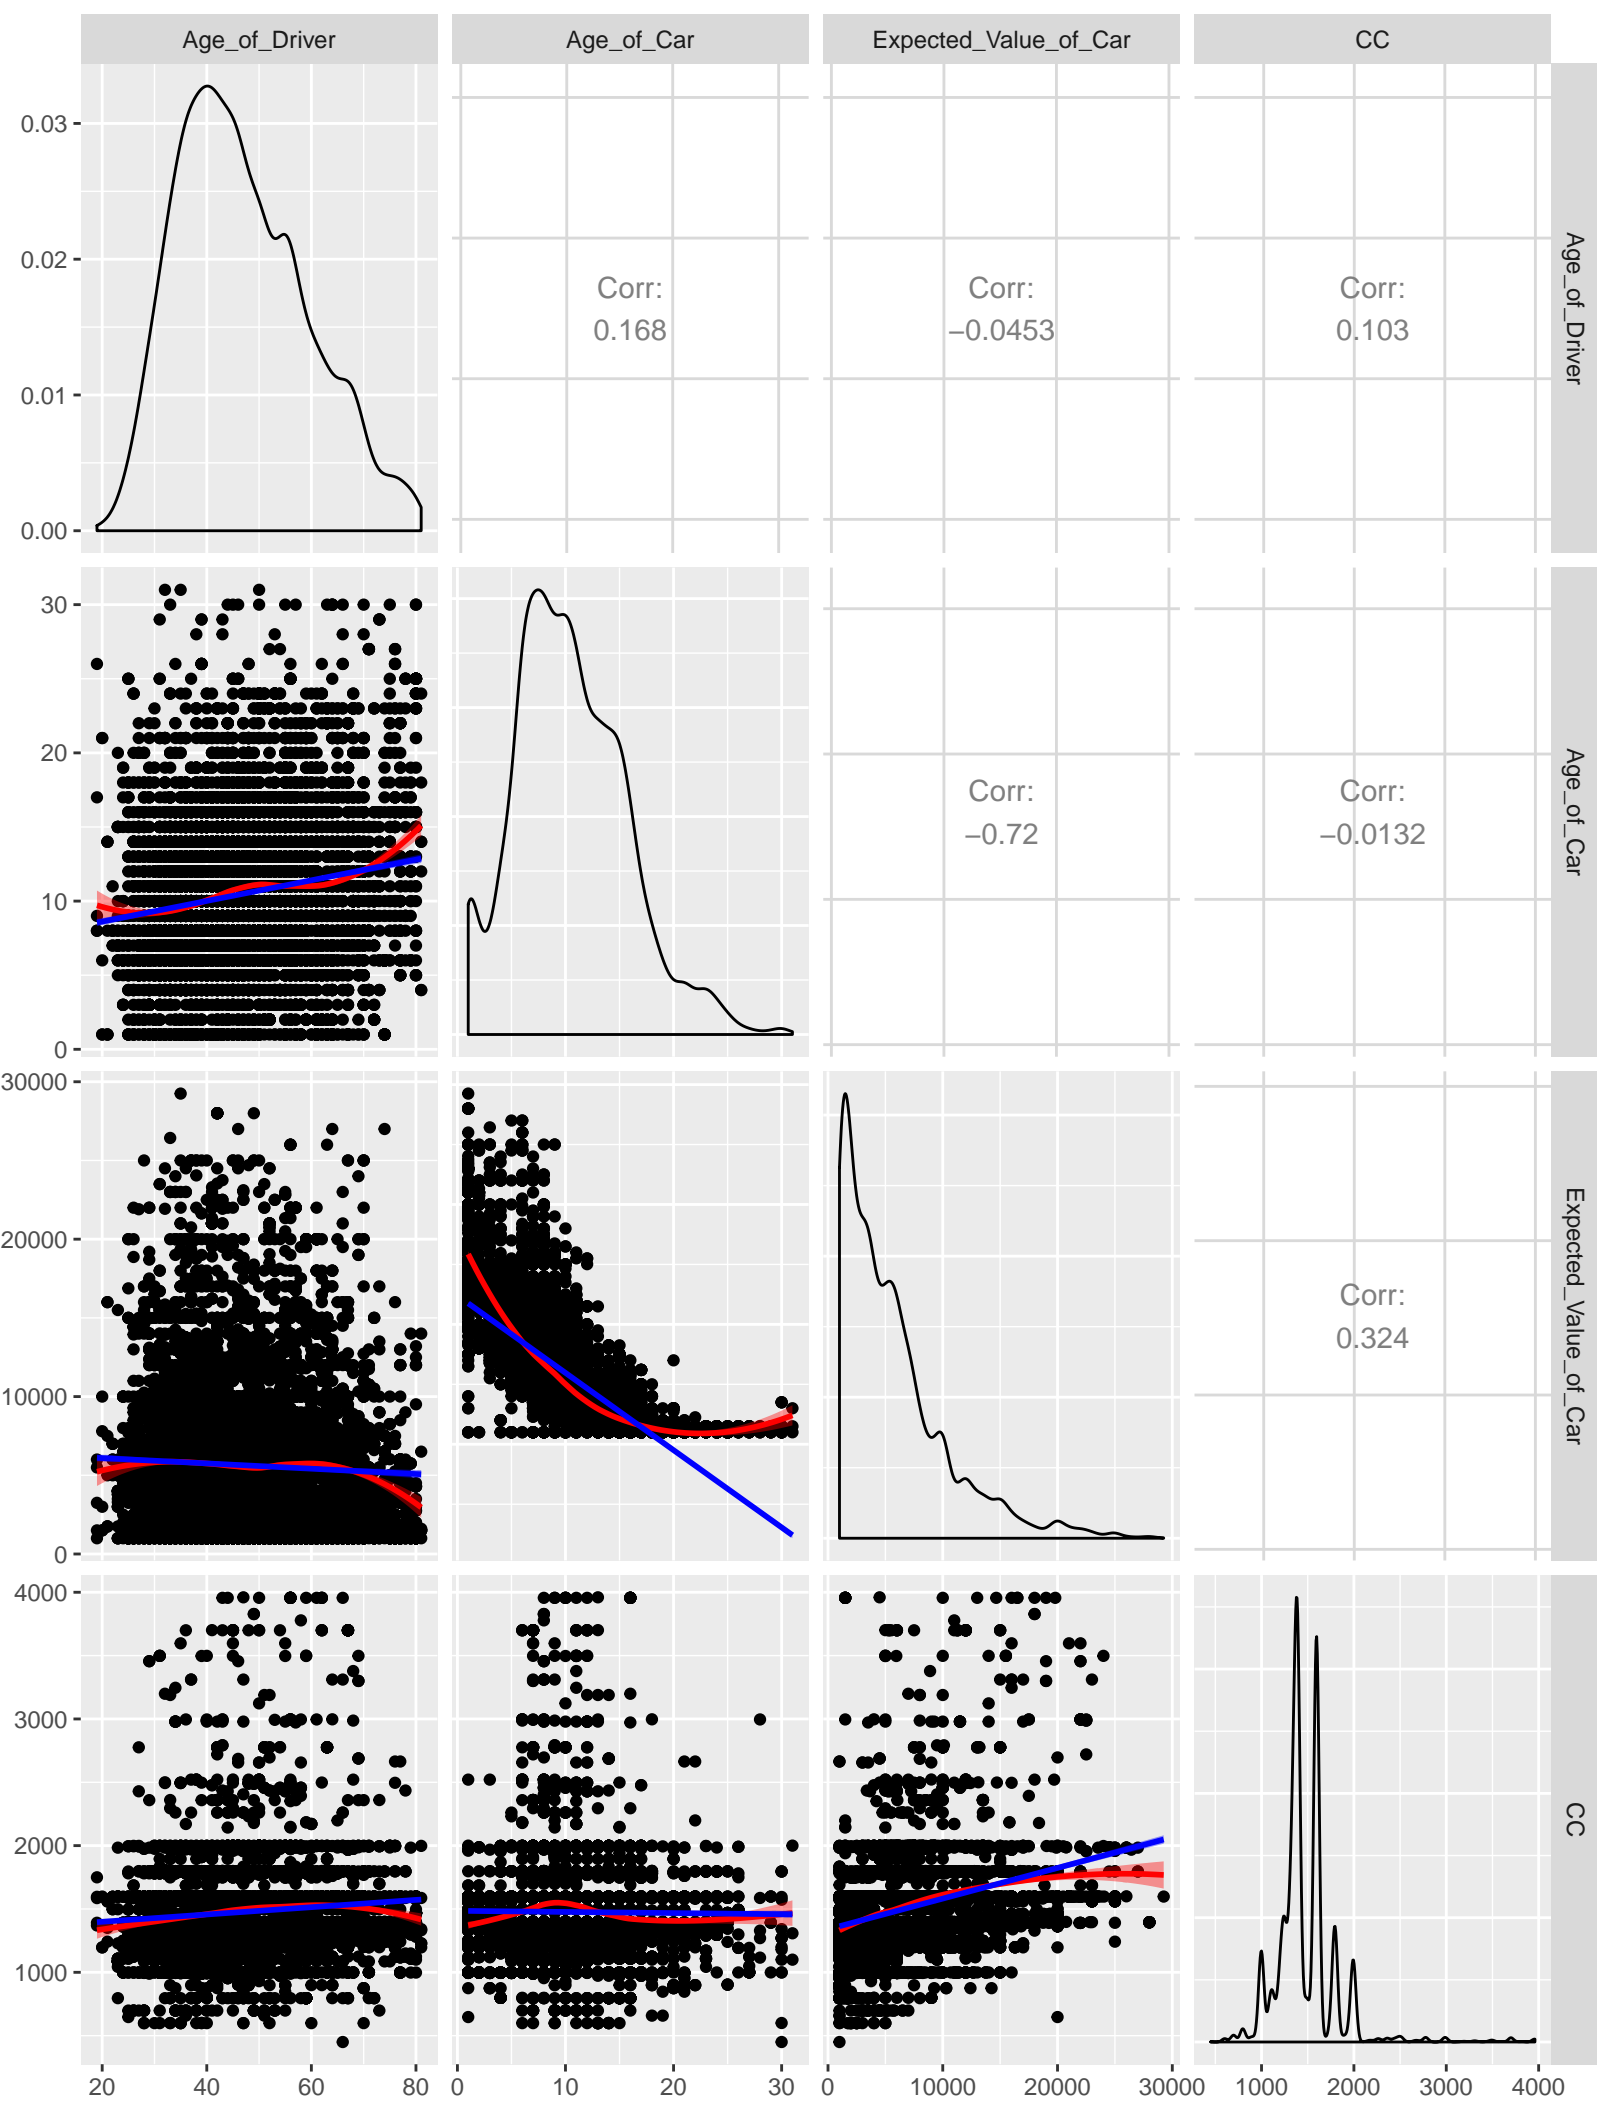 Age_of_Driver Age_of_Car Expected_Value_of_Car CC
0.03
0.02
0.01
0.00
Corr:
0.168
Corr:
−0.0453
Corr:
0.103
Age_of_Driver
30
20
10
0
Corr:
−0.72
Corr:
−0.0132
Age_of_Car
30000
20000
10000
0
Corr:
0.324
Expected_Value_of_Car
4000
3000
2000
1000
CC
20 40 60 80 0 10 20 30 0 10000 20000 30000 1000 2000 3000 4000